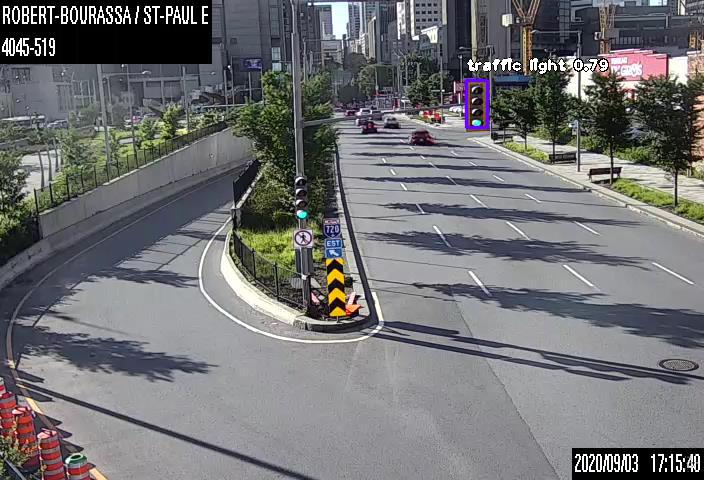 ROBERT-BOURASSA / ST-PAUL E
4045-519
traffic light 0.79
720
EST
2020/09/03 17:15:40